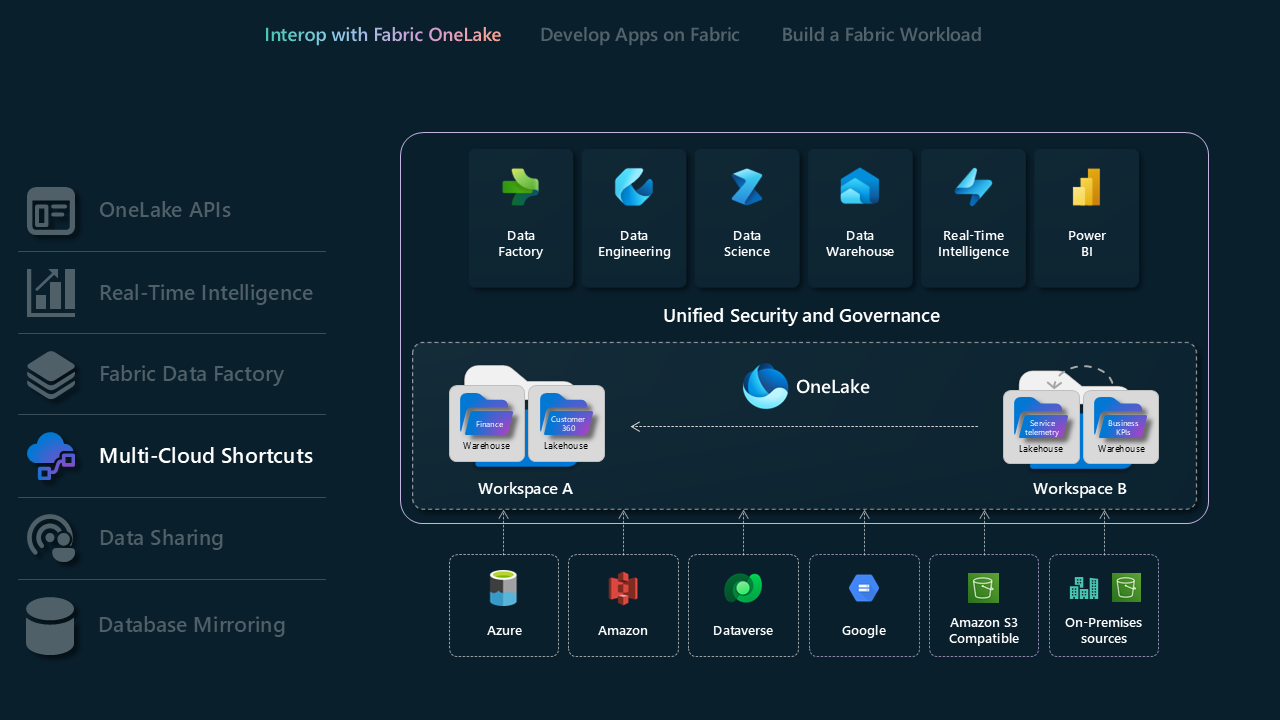 Interop with Fabric OneLake
Develop Apps on Fabric
Build a Fabric Workload
OneLake APIs
Real-Time Intelligence
Fabric Data Factory
Multi-Cloud Shortcuts
Data Sharing
Database Mirroring
Data
Factory
Data
Engineering
Data
Science
Data
Warehouse
Real-Time
Intelligence
Power
BI
Unified Security and Governance
OneLake
Finance
Warehouse
Customer
360
Lakehouse
Workspace A
Service
telemetry
Lakehouse
Business
KPIs
Warehouse
Workspace B
Azure
Amazon
Dataverse
Google
Amazon S3
Compatible
On-Premises
sources